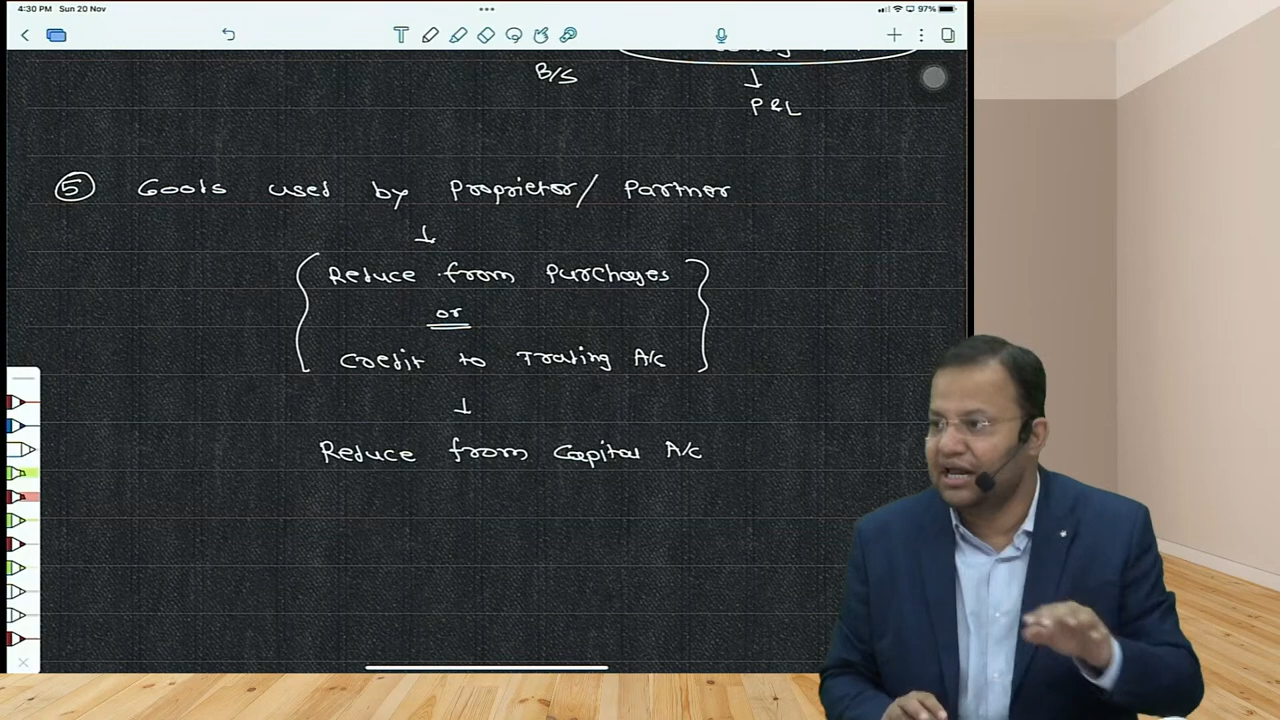 4:30 PM Sun 20 Nov
97%
B/S
P&L
5 Goods used by Proprietor/ Partner
Reduce from Purchases
or
Credit to Trading A/c
Reduce from Capital A/c